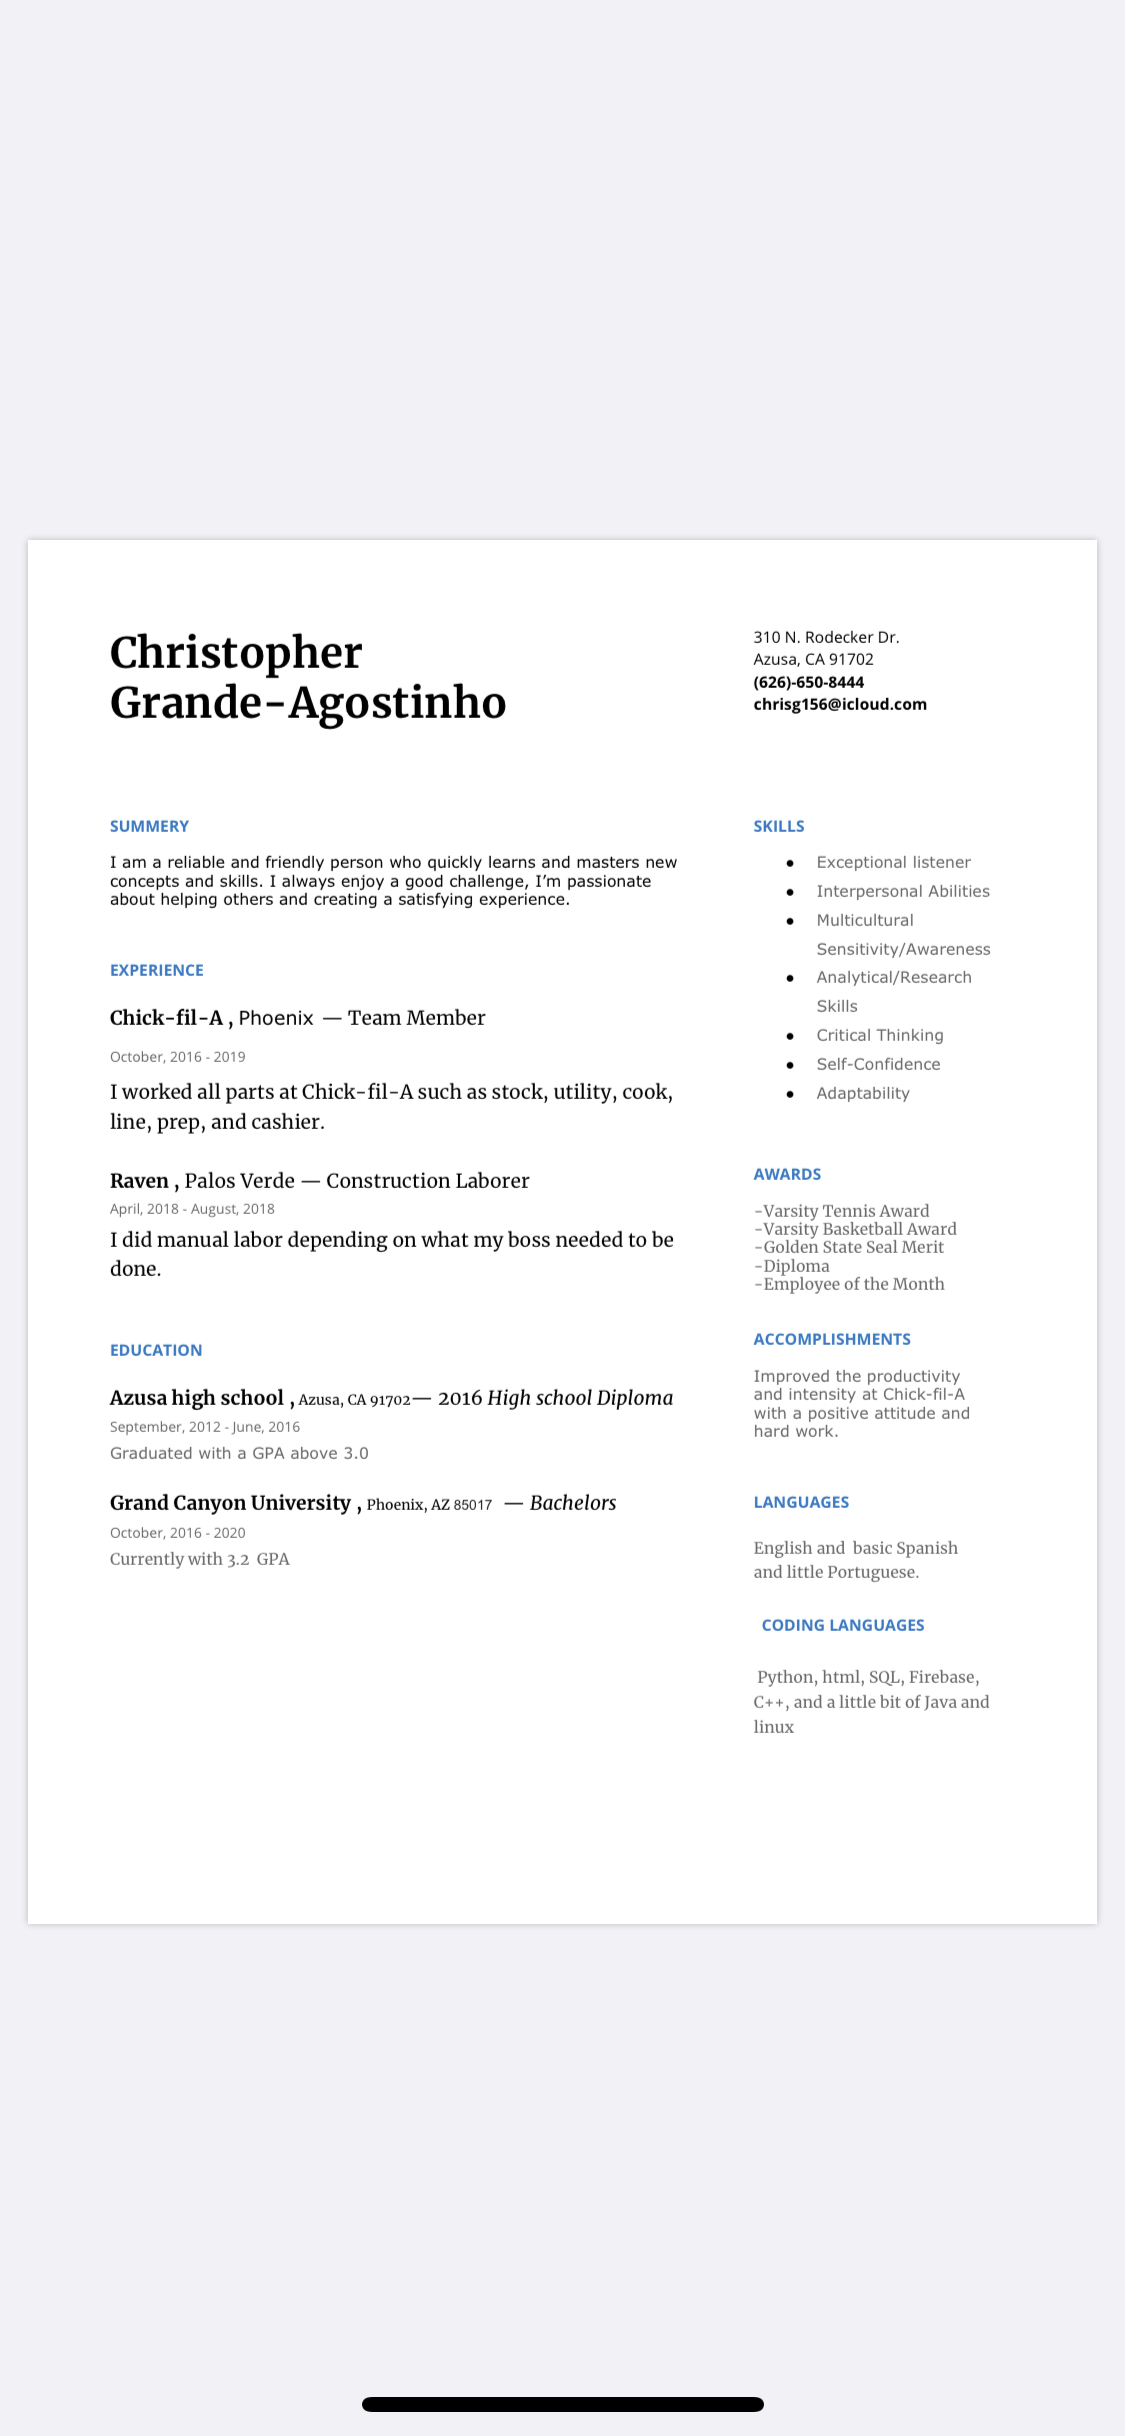 Christopher
Grande-Agostinho
310 N. Rodecker Dr.
Azusa, CA 91702
(626)-650-8444
chrisg156@icloud.com
SUMMERY
I am a reliable and friendly person who quickly learns and masters new
concepts and skills. I always enjoy a good challenge, I’m passionate
about helping others and creating a satisfying experience.
EXPERIENCE
Chick-fil-A , Phoenix — Team Member
October, 2016 - 2019
I worked all parts at Chick-fil-A such as stock, utility, cook,
line, prep, and cashier.
Raven , Palos Verde — Construction Laborer
April, 2018 - August, 2018
I did manual labor depending on what my boss needed to be
done.
EDUCATION
Azusa high school , Azusa, CA 91702— 2016 High school Diploma
September, 2012 - June, 2016
Graduated with a GPA above 3.0
Grand Canyon University , Phoenix, AZ 85017 — Bachelors
October, 2016 - 2020
Currently with 3.2 GPA
SKILLS
● Exceptional listener
● Interpersonal Abilities
● Multicultural
Sensitivity/Awareness
● Analytical/Research
Skills
● Critical Thinking
● Self-Confidence
● Adaptability
AWARDS
-Varsity Tennis Award
-Varsity Basketball Award
-Golden State Seal Merit
-Diploma
-Employee of the Month
ACCOMPLISHMENTS
Improved the productivity
and intensity at Chick-fil-A
with a positive attitude and
hard work.
LANGUAGES
English and basic Spanish
and little Portuguese.
CODING LANGUAGES
Python, html, SQL, Firebase,
C++, and a little bit of Java and
linux